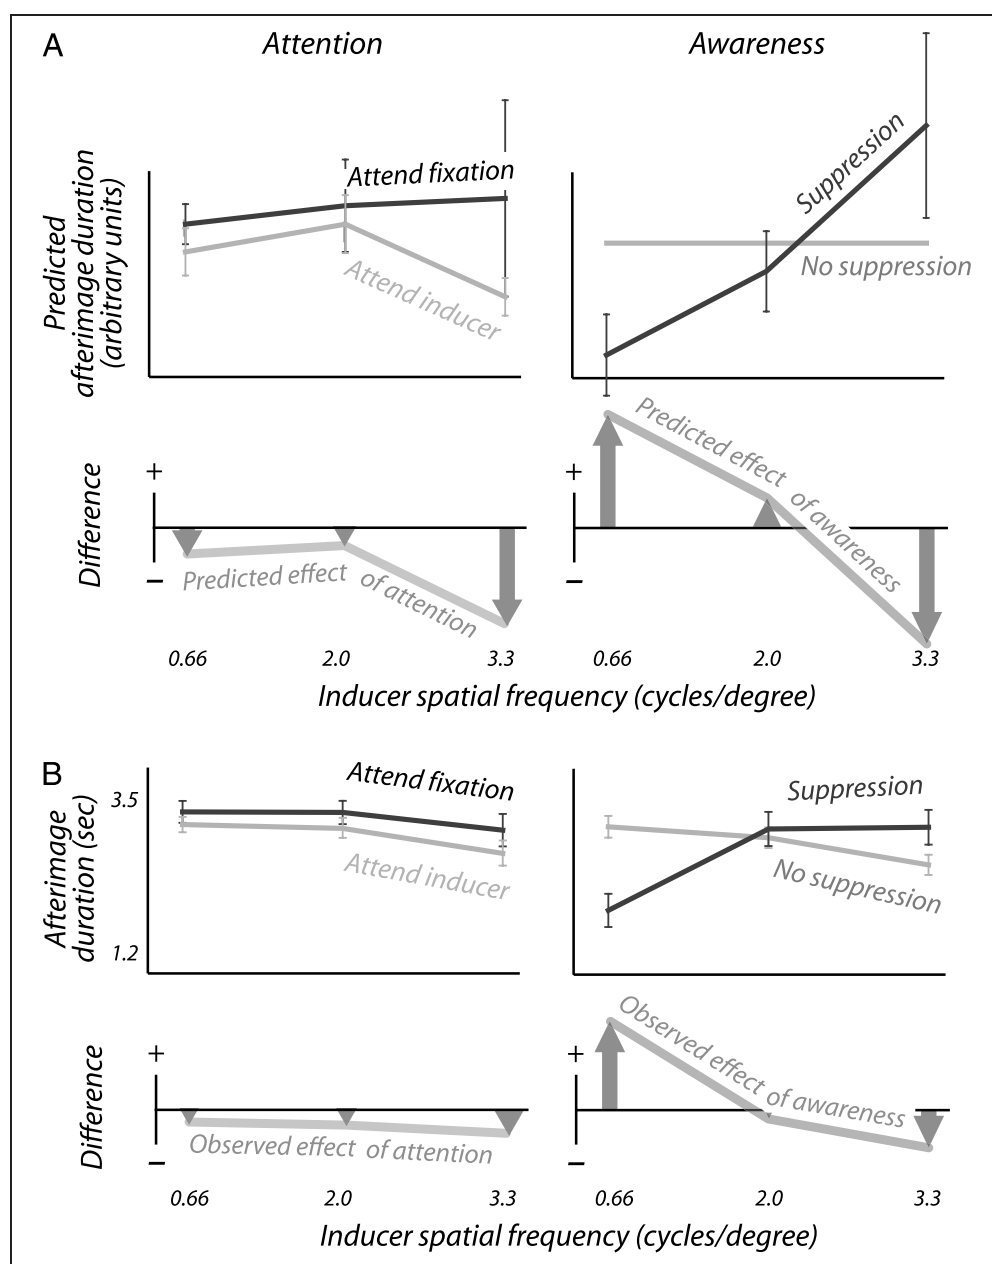 A
Attention
Awareness
Predicted
afterimage duration
(arbitrary units)
Attend fixation
Attend inducer
Suppression
No suppression
Difference
+
–
Predicted effect of attention
+
–
Predicted effect of awareness
0.66 2.0 3.3
0.66 2.0 3.3
Inducer spatial frequency (cycles/degree)
B
Afterimage
duration (sec)
3.5
1.2
Attend fixation
Attend inducer
Suppression
No suppression
Difference
+
–
Observed effect of attention
+
–
Observed effect of awareness
0.66 2.0 3.3
0.66 2.0 3.3
Inducer spatial frequency (cycles/degree)